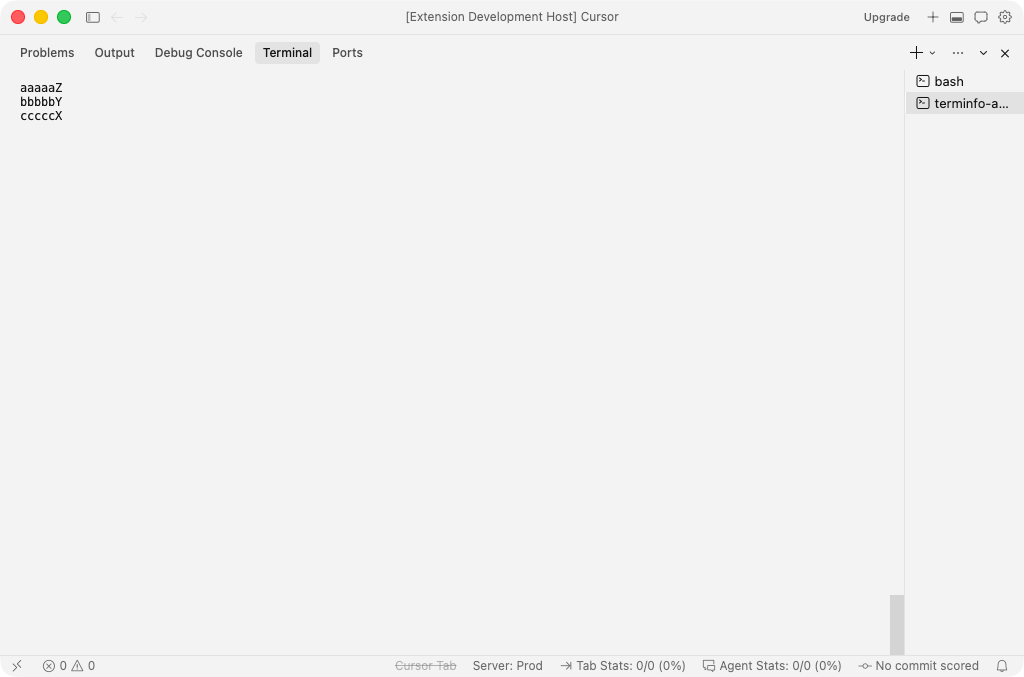 [Extension Development Host] Cursor
Upgrade
Problems Output Debug Console Terminal Ports
aaaaaZ
bbbbbY
cccccX
bash
terminfo-a...
0 0 Cursor Tab Server: Prod Tab Stats: 0/0 (0%) Agent Stats: 0/0 (0%) No commit scored